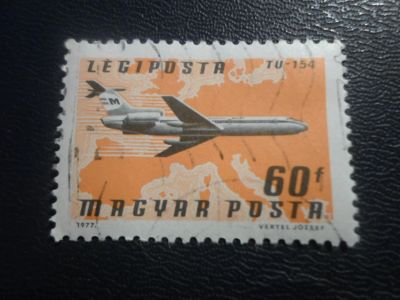 LÉGIPOSTA TU-154
M
60f
MAGYAR POSTA
1977. VERTEL JÓZSEF